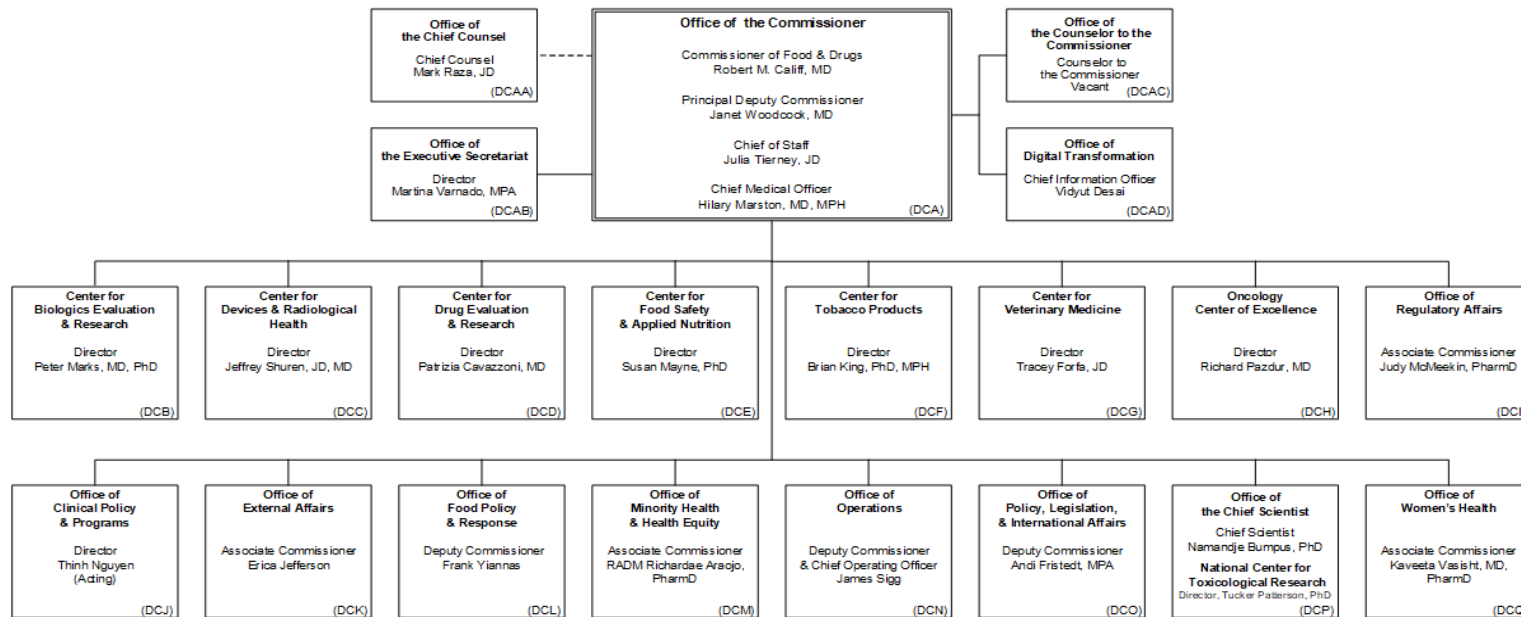 Office of
the Chief Counsel
Chief Counsel
Mark Raza, JD
(DCAA)
Office of the Commissioner
Commissioner of Food & Drugs
Robert M. Califf, MD
Principal Deputy Commissioner
Janet Woodcock, MD
Chief of Staff
Julia Tierney, JD
Chief Medical Officer
Hilary Marston, MD, MPH
(DCA)
Office of
the Counselor to the
Commissioner
Counselor to
the Commissioner
Vacant
(DCAC)
Office of
the Executive Secretariat
Director
Martina Varnado, MPA
(DCAB)
Office of
Digital Transformation
Chief Information Officer
Vidyut Desai
(DCAD)
Center for
Biologics Evaluation
& Research
Director
Peter Marks, MD, PhD
(DCB)
Center for
Devices & Radiological
Health
Director
Jeffrey Shuren, JD, MD
(DCC)
Center for
Drug Evaluation
& Research
Director
Patrizia Cavazzoni, MD
(DCD)
Center for
Food Safety
& Applied Nutrition
Director
Susan Mayne, PhD
(DCE)
Center for
Tobacco Products
Director
Brian King, PhD, MPH
(DCF)
Center for
Veterinary Medicine
Director
Tracey Forfa, JD
(DCG)
Oncology
Center of Excellence
Director
Richard Pazdur, MD
(DCH)
Office of
Regulatory Affairs
Associate Commissioner
Judy McMeekin, PharmD
(DCI
Office of
Clinical Policy
& Programs
Director
Thinh Nguyen
(Acting)
(DCJ)
Office of
External Affairs
Associate Commissioner
Erica Jefferson
(DCK)
Office of
Food Policy
& Response
Deputy Commissioner
Frank Yiannas
(DCL)
Office of
Minority Health
& Health Equity
Associate Commissioner
RADM Richardae Araojo,
PharmD
(DCM)
Office of
Operations
Deputy Commissioner
& Chief Operating Officer
James Sigg
(DCN)
Office of
Policy, Legislation,
& International Affairs
Deputy Commissioner
Andi Fristedt, MPA
(DCO)
Office of
the Chief Scientist
Chief Scientist
Namandje Bumpus, PhD
National Center for
Toxicological Research
Director, Tucker Patterson, PhD
(DCP)
Office of
Women's Health
Associate Commissioner
Kaveeta Vasisht, MD,
PharmD
(DCQ